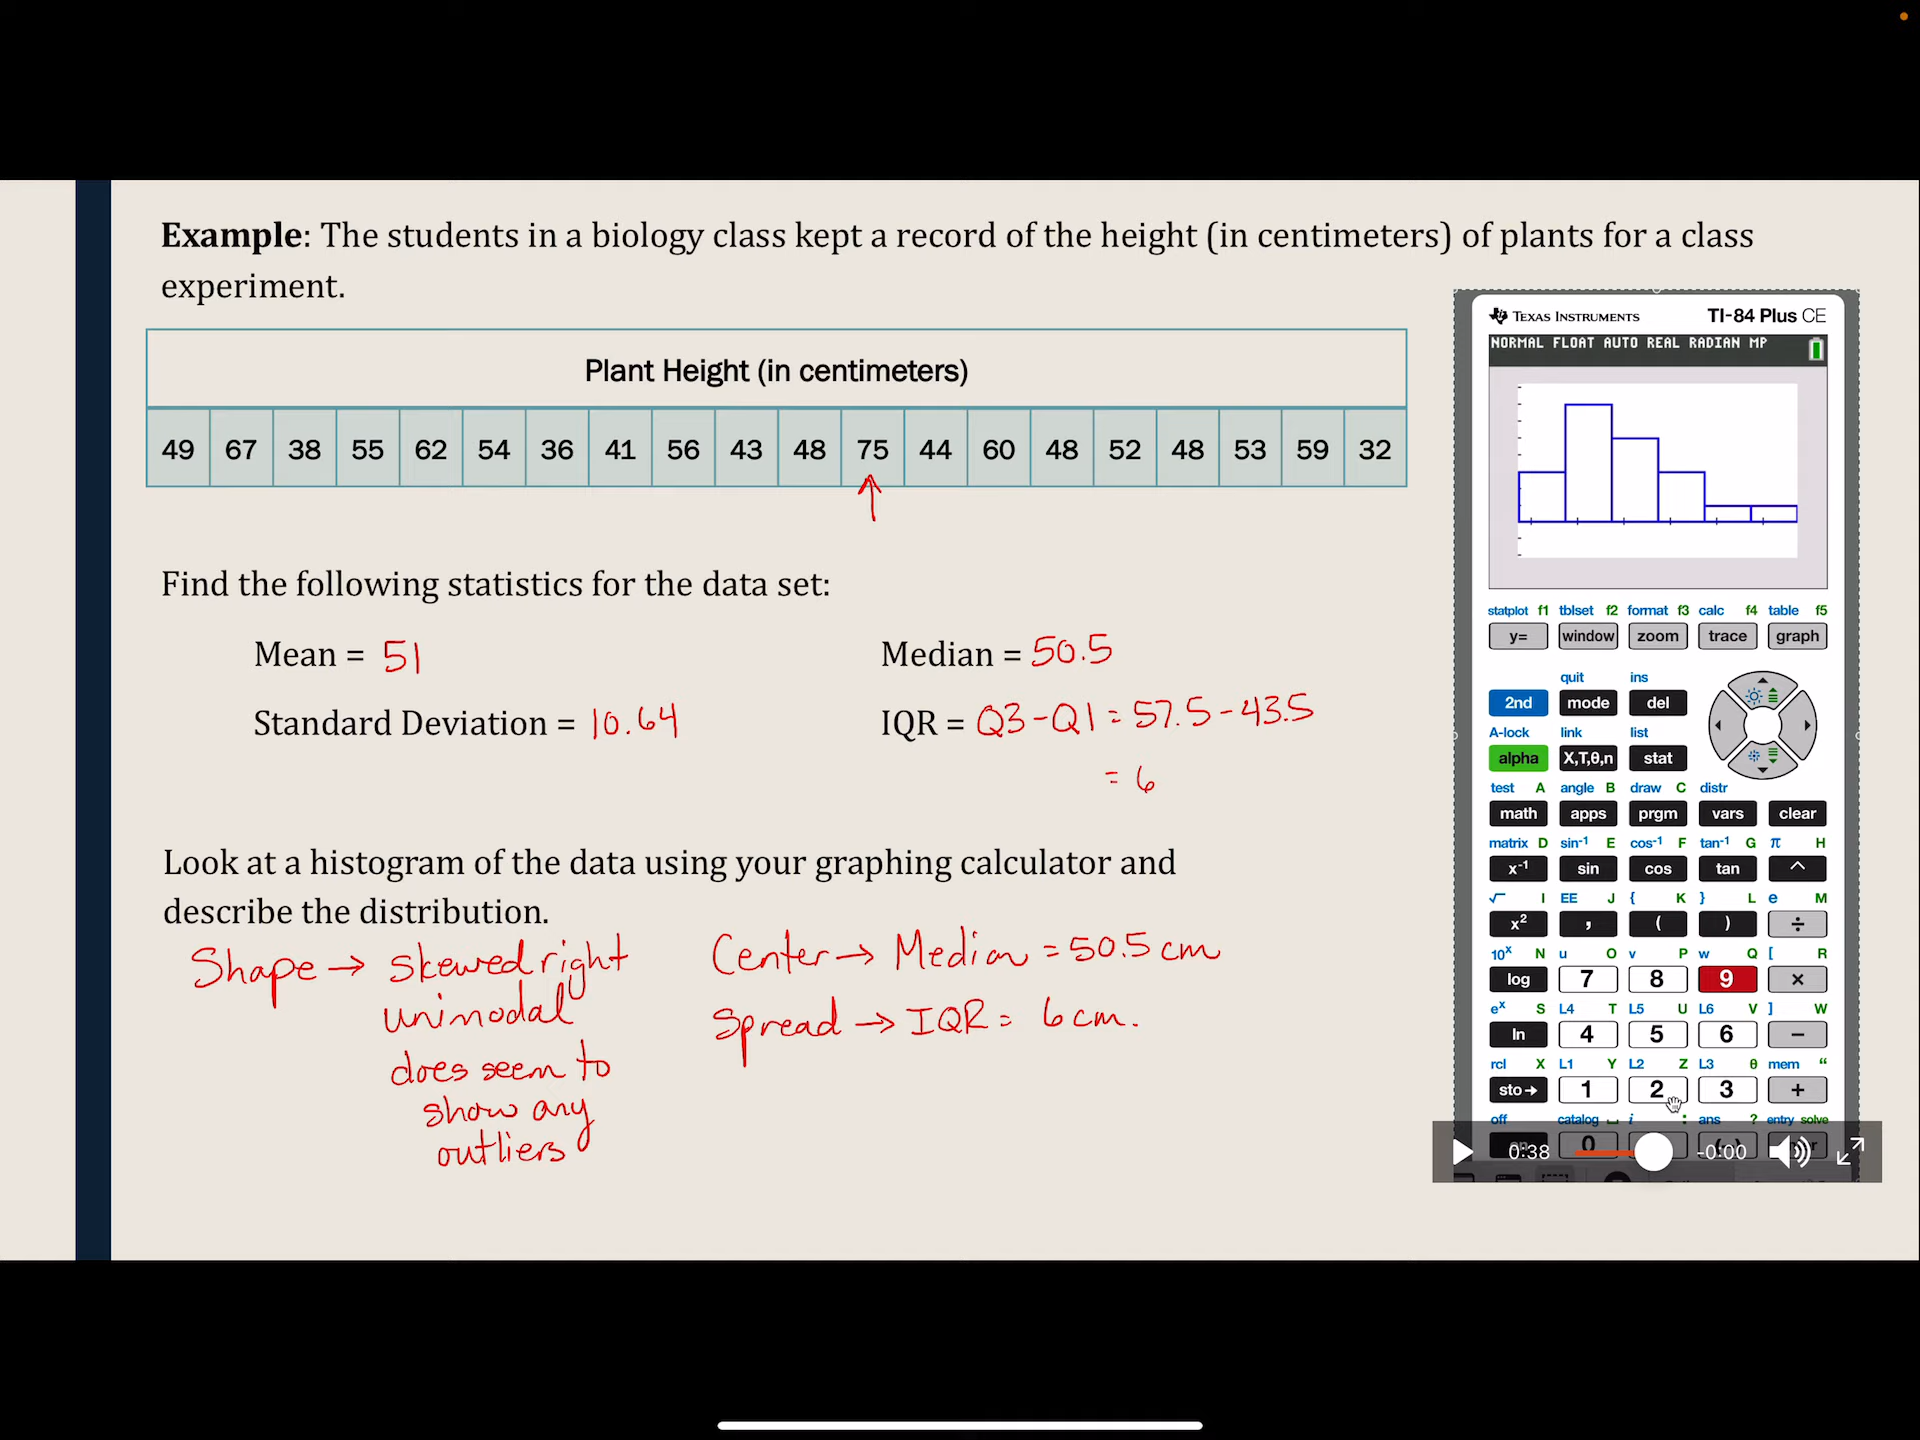 Example: The students in a biology class kept a record of the height (in centimeters) of plants for a class
experiment.
Plant Height (in centimeters)
49 67 38 55 62 54 36 41 56 43 48 75 44 60 48 52 48 53 59 32
Find the following statistics for the data set:
Mean = 51
Median = 50.5
Standard Deviation = 10.64
IQR = Q3-Q1 = 57.5 - 43.5
= 6
Look at a histogram of the data using your graphing calculator and
describe the distribution.
Shape → skewed right
unimodal
does seem to
show any
outliers
Center → Median = 50.5 cm
Spread → IQR = 6 cm.
TEXAS INSTRUMENTS TI-84 Plus CE
NORMAL FLOAT AUTO REAL RADIAN MP
statplot f1 tblset f2 format f3 calc f4 table f5
y= window zoom trace graph
quit ins
2nd mode del
A-lock link list
alpha X,T,θ,n stat
test A angle B draw C distr
math apps prgm vars clear
matrix D sin-1 E cos-1 F tan-1 G π H
x-1 sin cos tan ^
√ I EE J { K } L e M
x2 , ( ) ÷
10x N u O v P w Q [ R
log 7 8 9 ×
ex S L4 T L5 U L6 V ] W
ln 4 5 6 −
rcl X L1 Y L2 Z L3 θ mem “
sto→ 1 2 3 +
off catalog i : ans ? entry solve
0
0:38 -0:00